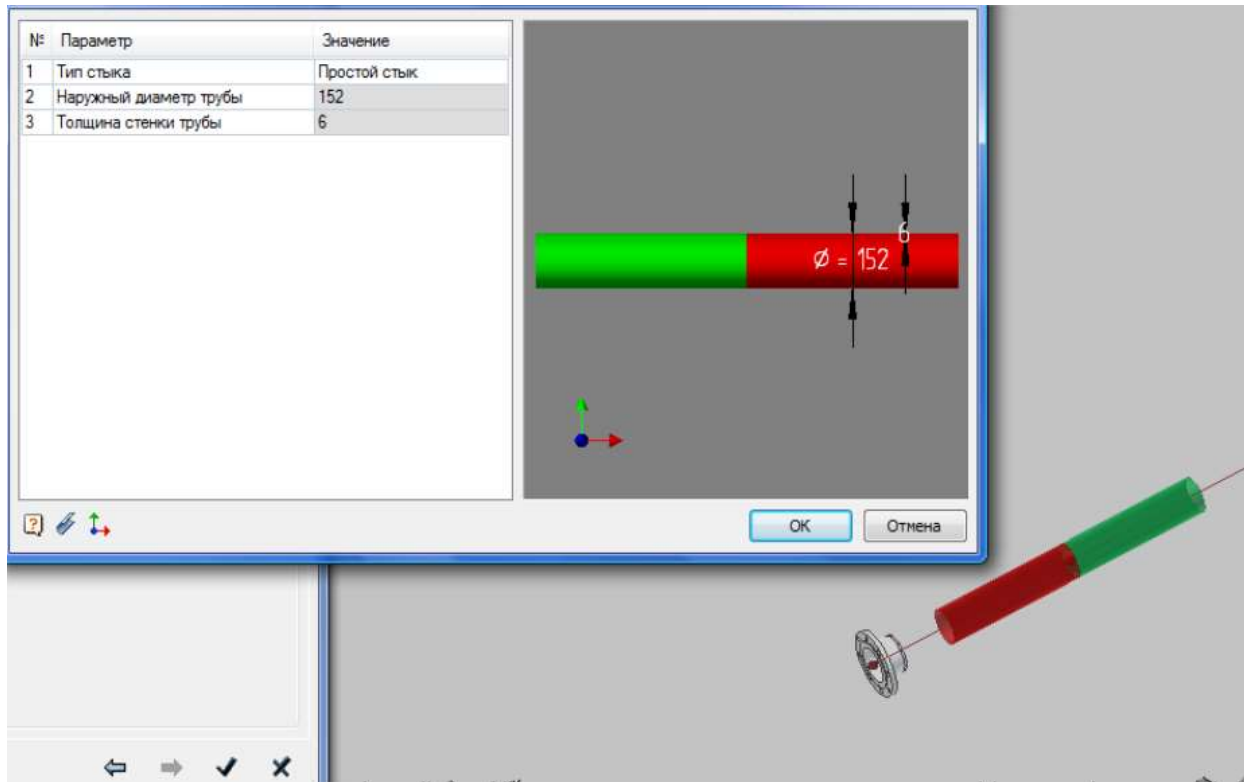 № Параметр Значение
1 Тип стыка Простой стык
2 Наружный диаметр трубы 152
3 Толщина стенки трубы 6
6
Ø = 152
OK Отмена